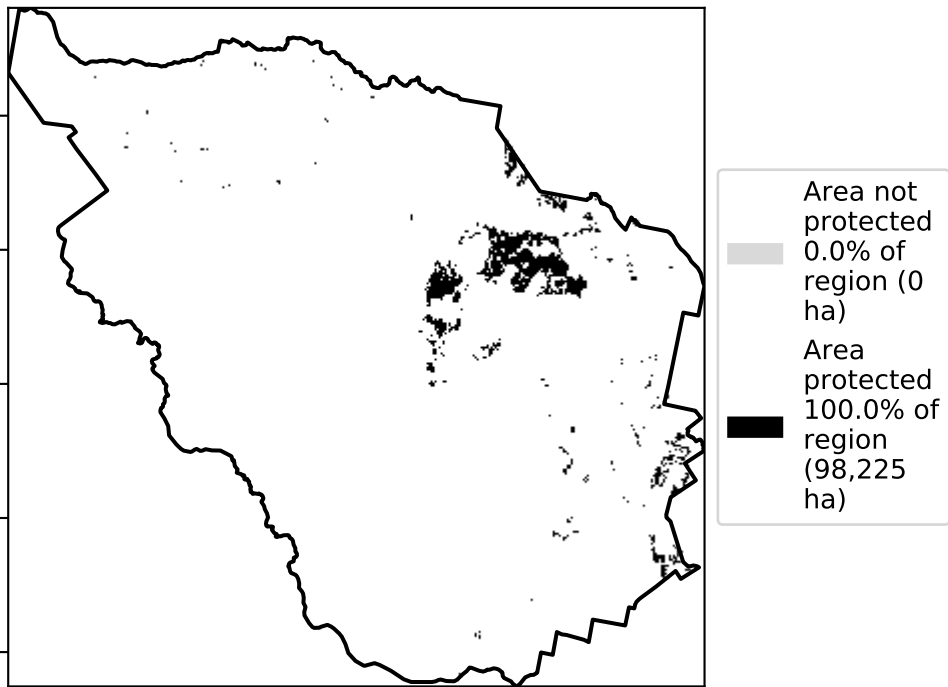 Area not
protected
0.0% of
region (0
ha)
Area
protected
100.0% of
region
(98,225
ha)